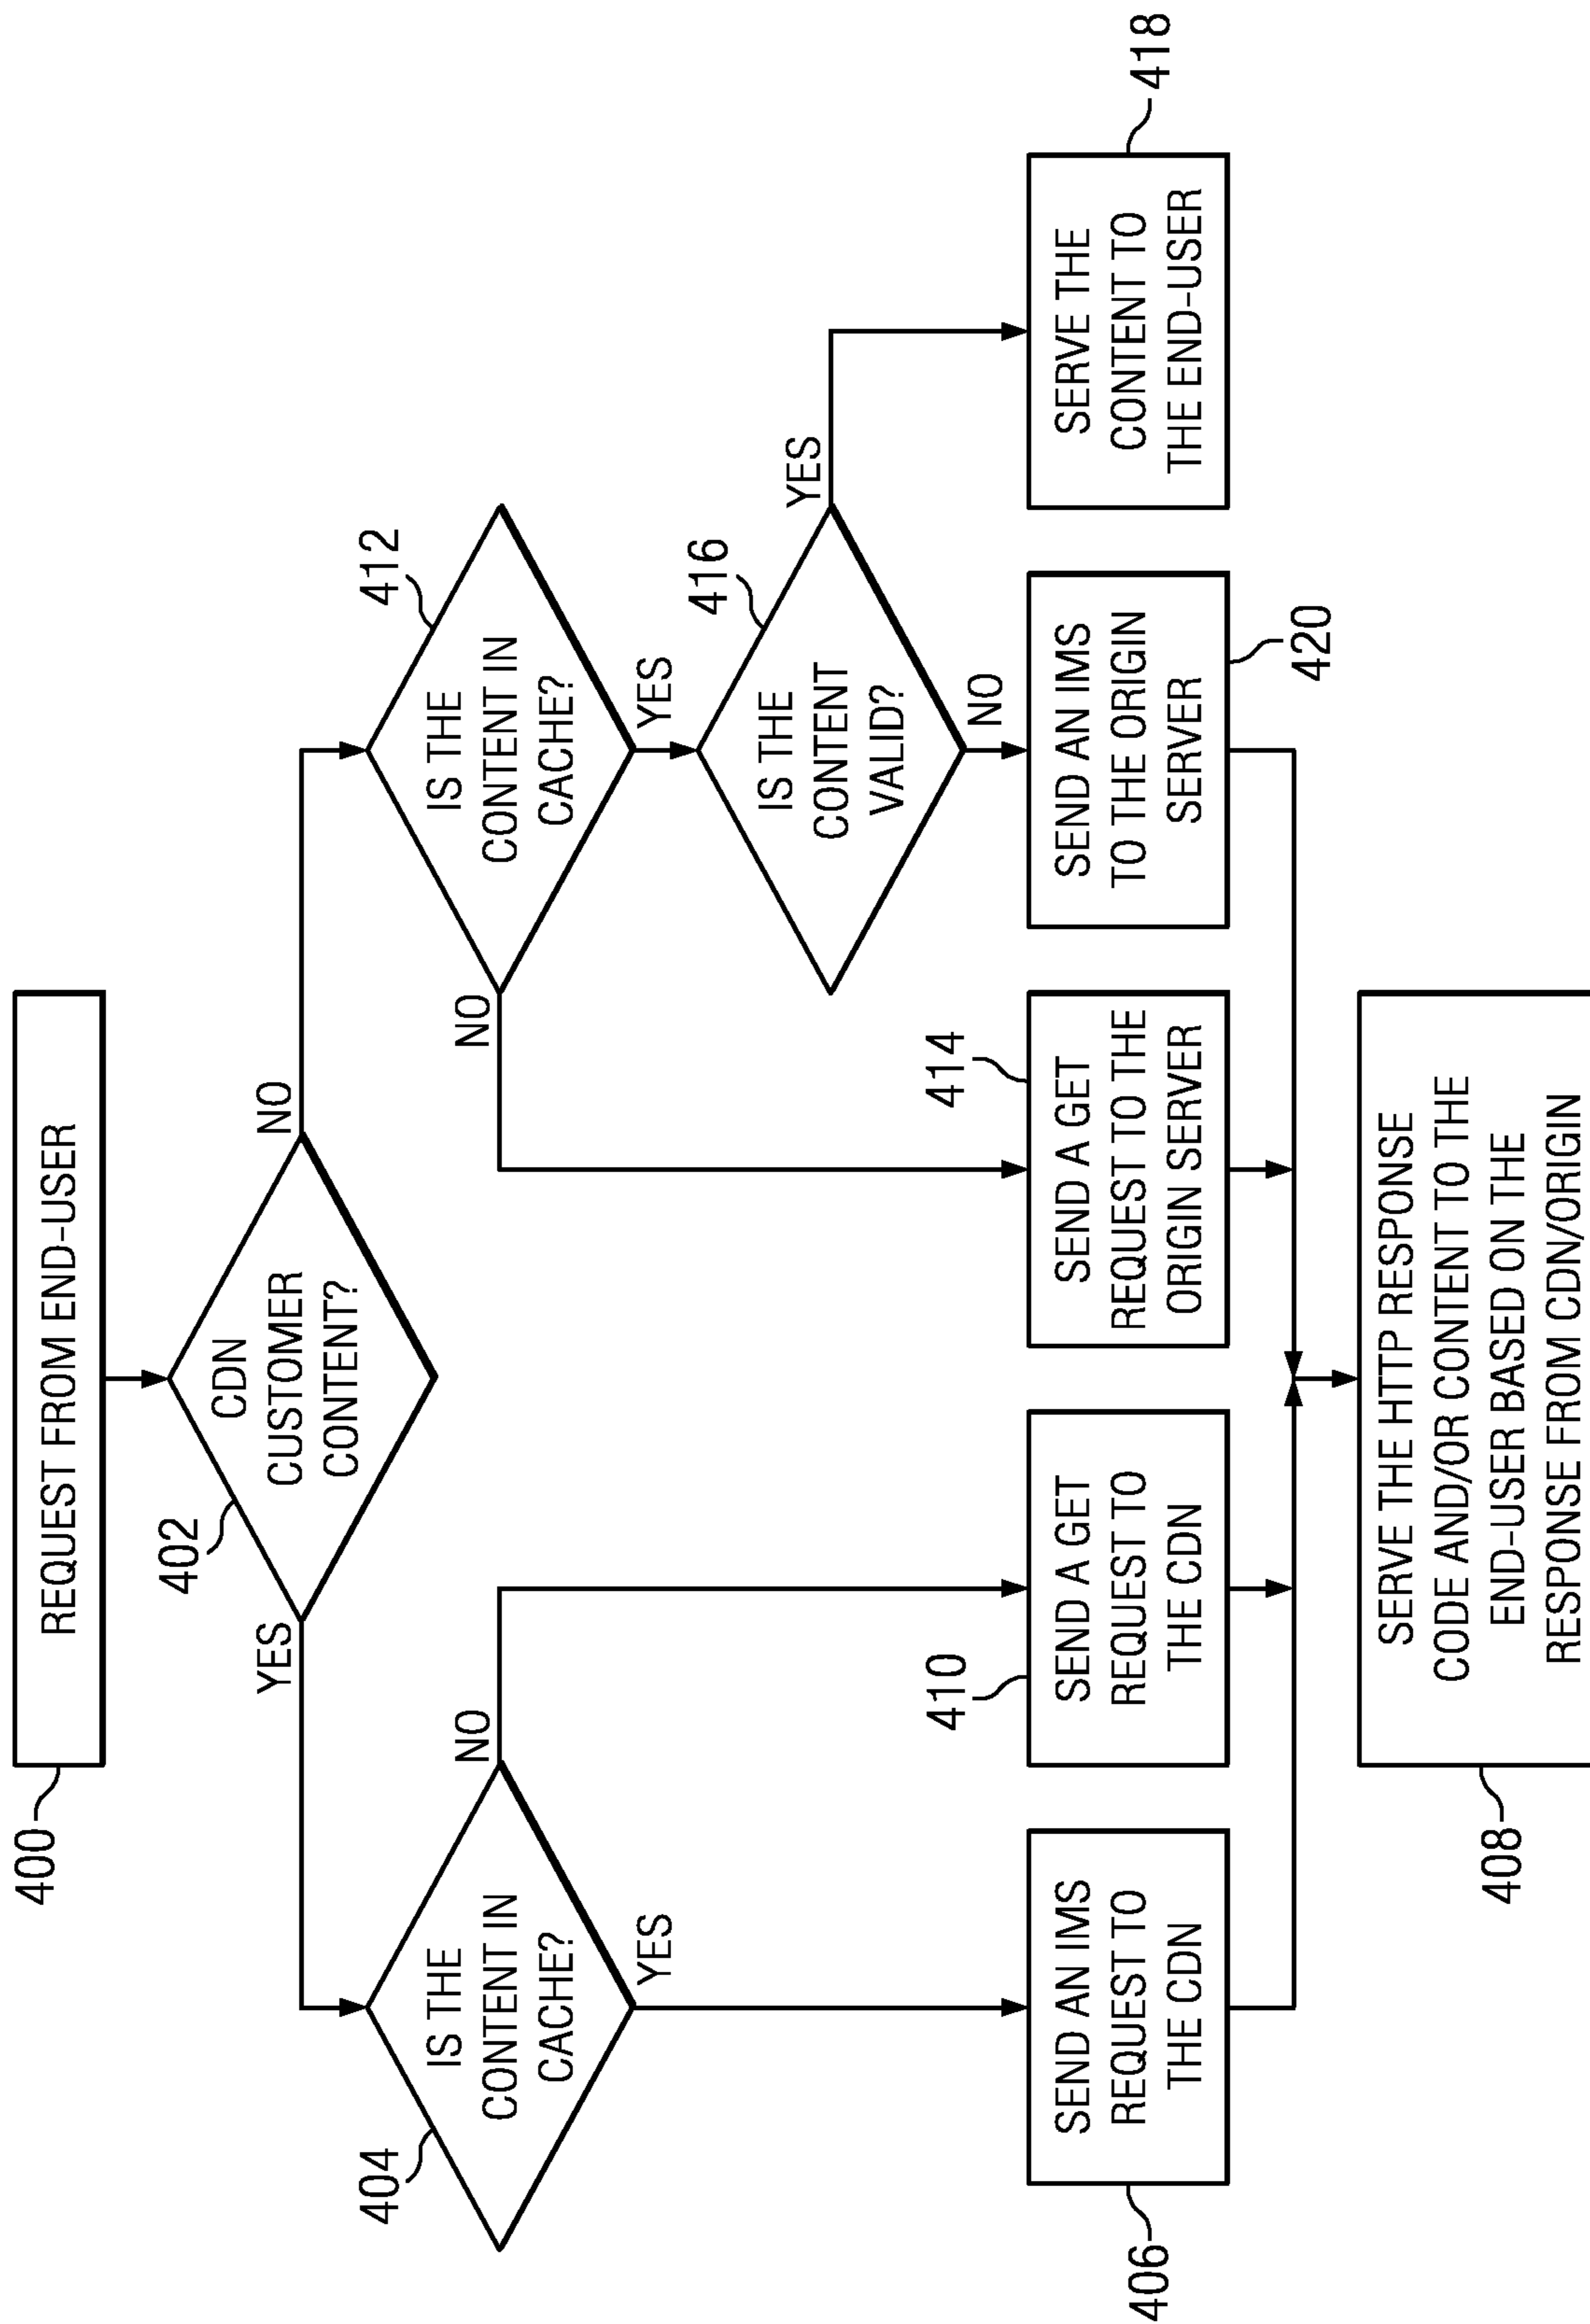 400
REQUEST FROM END-USER
402
CDN
CUSTOMER
CONTENT?
YES
NO
404
IS THE
CONTENT IN
CACHE?
NO
YES
412
IS THE
CONTENT IN
CACHE?
NO
YES
416
IS THE
CONTENT
VALID?
YES
NO
406
SEND AN IMS
REQUEST TO
THE CDN
410
SEND A GET
REQUEST TO
THE CDN
414
SEND A GET
REQUEST TO THE
ORIGIN SERVER
SEND AN IMS
TO THE ORIGIN
SERVER
420
SERVE THE
CONTENT TO
THE END-USER
418
408
SERVE THE HTTP RESPONSE
CODE AND/OR CONTENT TO THE
END-USER BASED ON THE
RESPONSE FROM CDN/ORIGIN